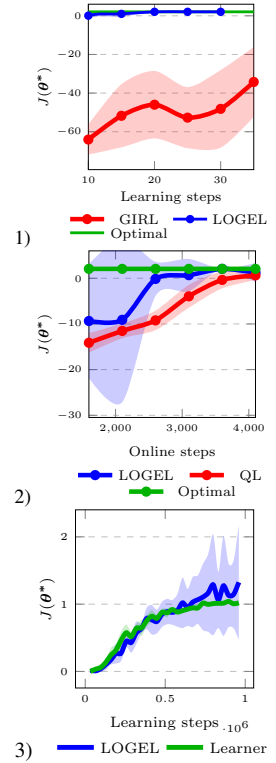 0
−20
−40
−60
J(θ*)
10 20 30
Learning steps
GIRL LOGEL
Optimal
1)
0
−10
−20
−30
J(θ*)
2,000 3,000 4,000
Online steps
LOGEL QL
Optimal
2)
2
1
0
J(θ*)
0 0.5 1
Learning steps ·10⁶
LOGEL Learner
3)